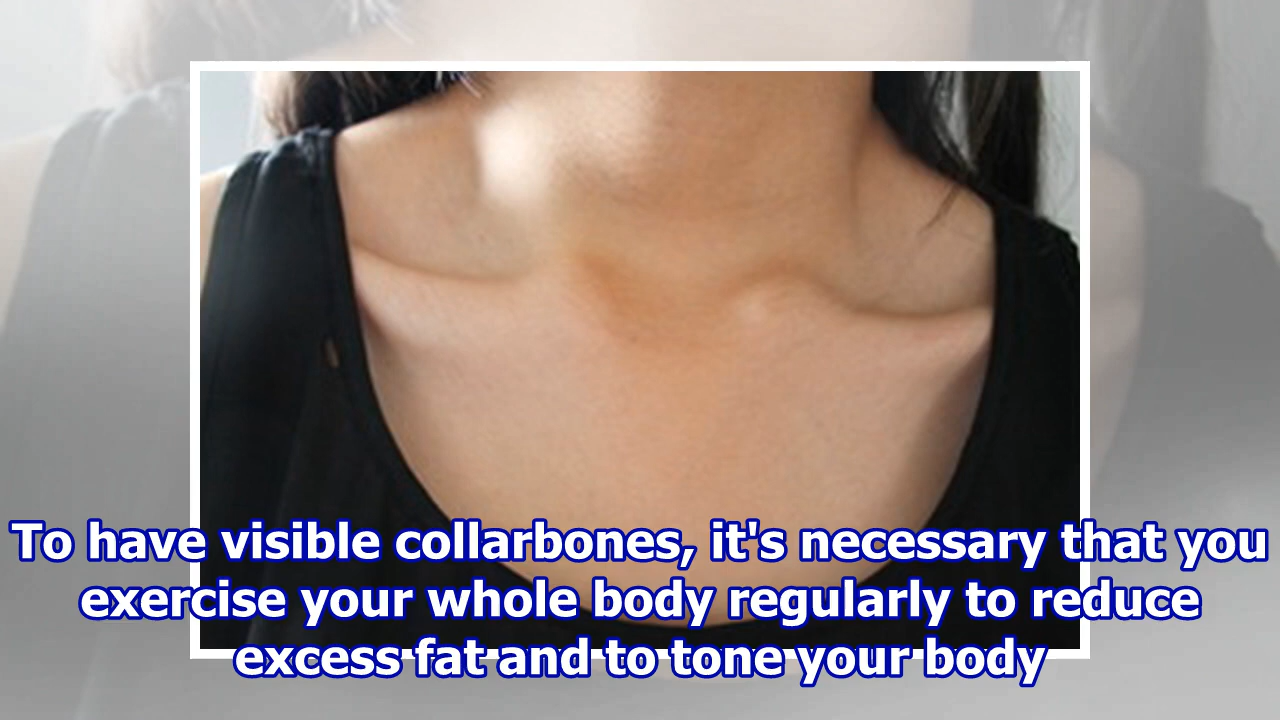 To have visible collarbones, it's necessary that you
exercise your whole body regularly to reduce
excess fat and to tone your body